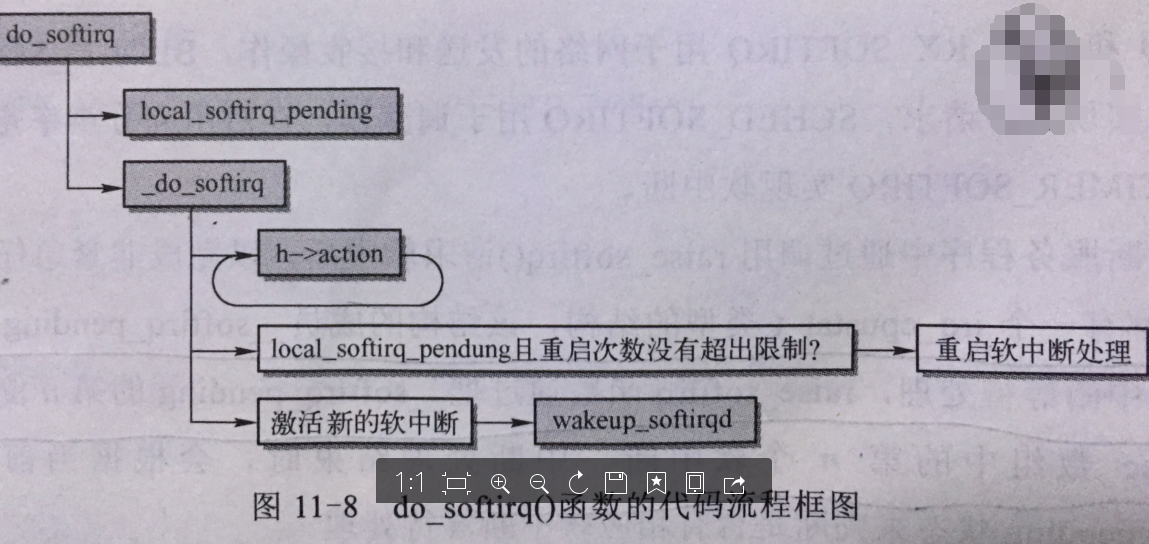 do_softirq
local_softirq_pending
_do_softirq
h->action
local_softirq_pendung且重启次数没有超出限制?
重启软中断处理
激活新的软中断
wakeup_softirqd
1:1
图 11-8 do_softirq()函数的代码流程框图